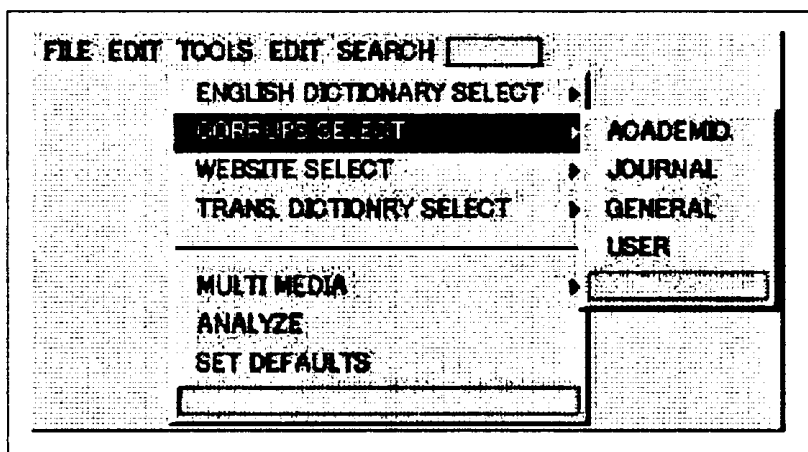 FILE EDIT TOOLS EDIT SEARCH
ENGLISH DICTIONARY SELECT
SELECT
ACADEMIC.
WEBSITE SELECT
JOURNAL
TRANS. DICTIONRY SELECT
GENERAL
USER
MULTI MEDIA
ANALYZE
SET DEFAULTS